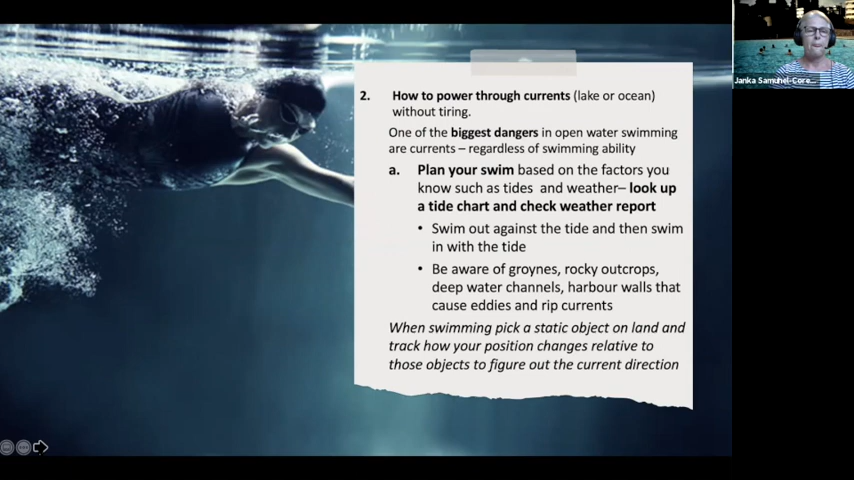 Janka Samuhel-Core...
2. How to power through currents (lake or ocean)
without tiring.
One of the biggest dangers in open water swimming
are currents – regardless of swimming ability
a. Plan your swim based on the factors you
know such as tides and weather– look up
a tide chart and check weather report
• Swim out against the tide and then swim
in with the tide
• Be aware of groynes, rocky outcrops,
deep water channels, harbour walls that
cause eddies and rip currents
When swimming pick a static object on land and
track how your position changes relative to
those objects to figure out the current direction